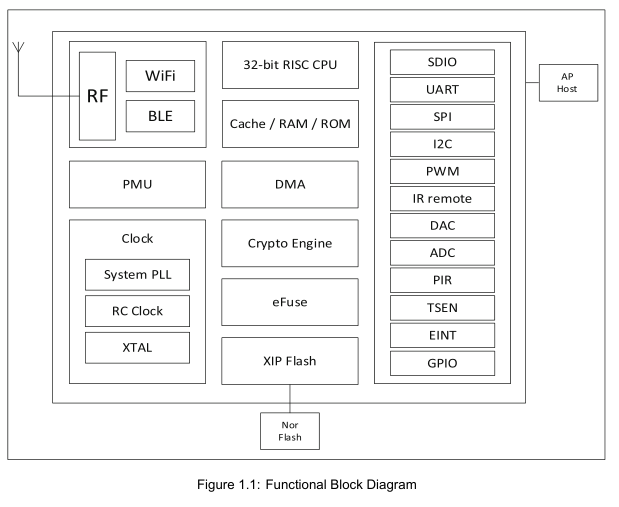 RF
WiFi
BLE
PMU
Clock
System PLL
RC Clock
XTAL
32-bit RISC CPU
Cache / RAM / ROM
DMA
Crypto Engine
eFuse
XIP Flash
Nor
Flash
SDIO
UART
SPI
I2C
PWM
IR remote
DAC
ADC
PIR
TSEN
EINT
GPIO
AP
Host
Figure 1.1: Functional Block Diagram